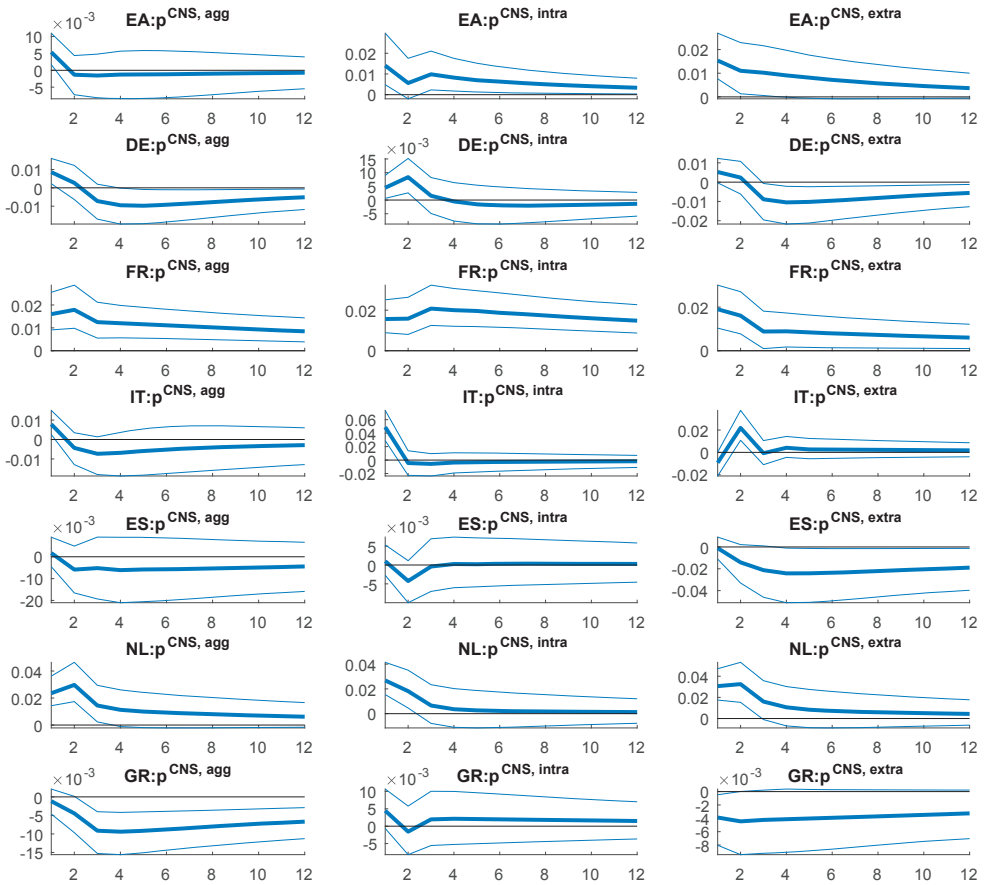 EA:p^CNS, agg EA:p^CNS, intra EA:p^CNS, extra
×10^-3
10
5
0
-5
2 4 6 8 10 12
0.02
0.01
0
2 4 6 8 10 12
0.02
0.01
0
2 4 6 8 10 12
DE:p^CNS, agg DE:p^CNS, intra DE:p^CNS, extra
0.01
0
-0.01
2 4 6 8 10 12
×10^-3
15
10
5
0
-5
2 4 6 8 10 12
0.01
0
-0.01
-0.02
2 4 6 8 10 12
FR:p^CNS, agg FR:p^CNS, intra FR:p^CNS, extra
0.02
0.01
0
2 4 6 8 10 12
0.02
0
2 4 6 8 10 12
0.02
0.01
0
2 4 6 8 10 12
IT:p^CNS, agg IT:p^CNS, intra IT:p^CNS, extra
0.01
0
-0.01
2 4 6 8 10 12
0.06
0.04
0.02
0
-0.02
2 4 6 8 10 12
0.02
0
-0.02
2 4 6 8 10 12
ES:p^CNS, agg ES:p^CNS, intra ES:p^CNS, extra
×10^-3
0
-10
-20
2 4 6 8 10 12
×10^-3
5
0
-5
2 4 6 8 10 12
0
-0.02
-0.04
2 4 6 8 10 12
NL:p^CNS, agg NL:p^CNS, intra NL:p^CNS, extra
0.04
0.02
0
2 4 6 8 10 12
0.04
0.02
0
2 4 6 8 10 12
0.04
0.02
0
2 4 6 8 10 12
GR:p^CNS, agg GR:p^CNS, intra GR:p^CNS, extra
×10^-3
0
-5
-10
-15
2 4 6 8 10 12
×10^-3
10
5
0
-5
2 4 6 8 10 12
×10^-3
0
-2
-4
-6
-8
2 4 6 8 10 12